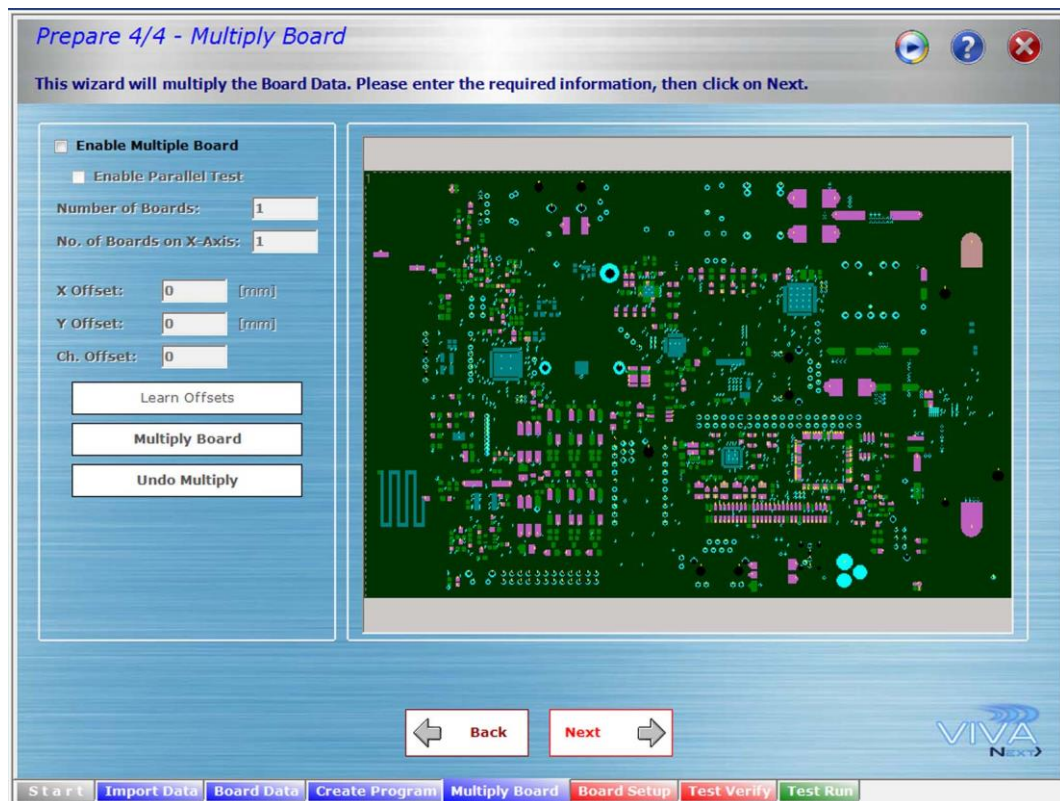 Prepare 4/4 - Multiply Board
This wizard will multiply the Board Data. Please enter the required information, then click on Next.
Enable Multiple Board
Enable Parallel Test
Number of Boards: 1
No. of Boards on X-Axis: 1
X Offset: 0 [mm]
Y Offset: 0 [mm]
Ch. Offset: 0
Learn Offsets
Multiply Board
Undo Multiply
1
Back Next
VIVA
NEXT>
Start Import Data Board Data Create Program Multiply Board Board Setup Test Verify Test Run